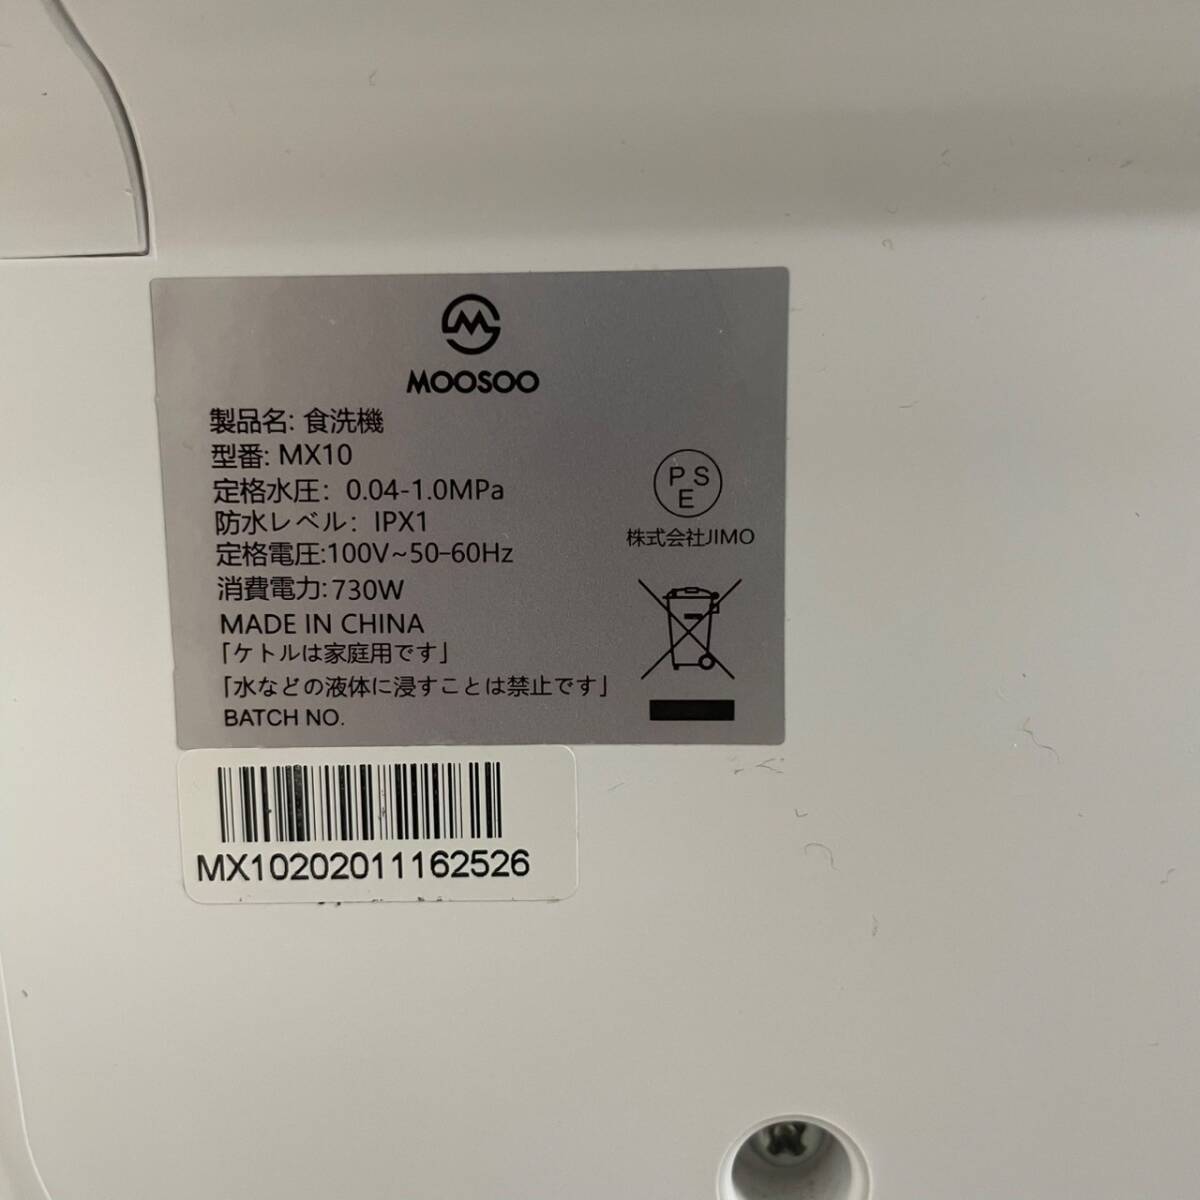 MOOSOO
製品名: 食洗機
型番: MX10
定格水圧: 0.04-1.0MPa
防水レベル: IPX1
定格電圧:100V~50-60Hz
消費電力:730W
MADE IN CHINA
「ケトルは家庭用です」
「水などの液体に浸すことは禁止です」
BATCH NO.
PSE
株式会社JIMO
MX10202011162526